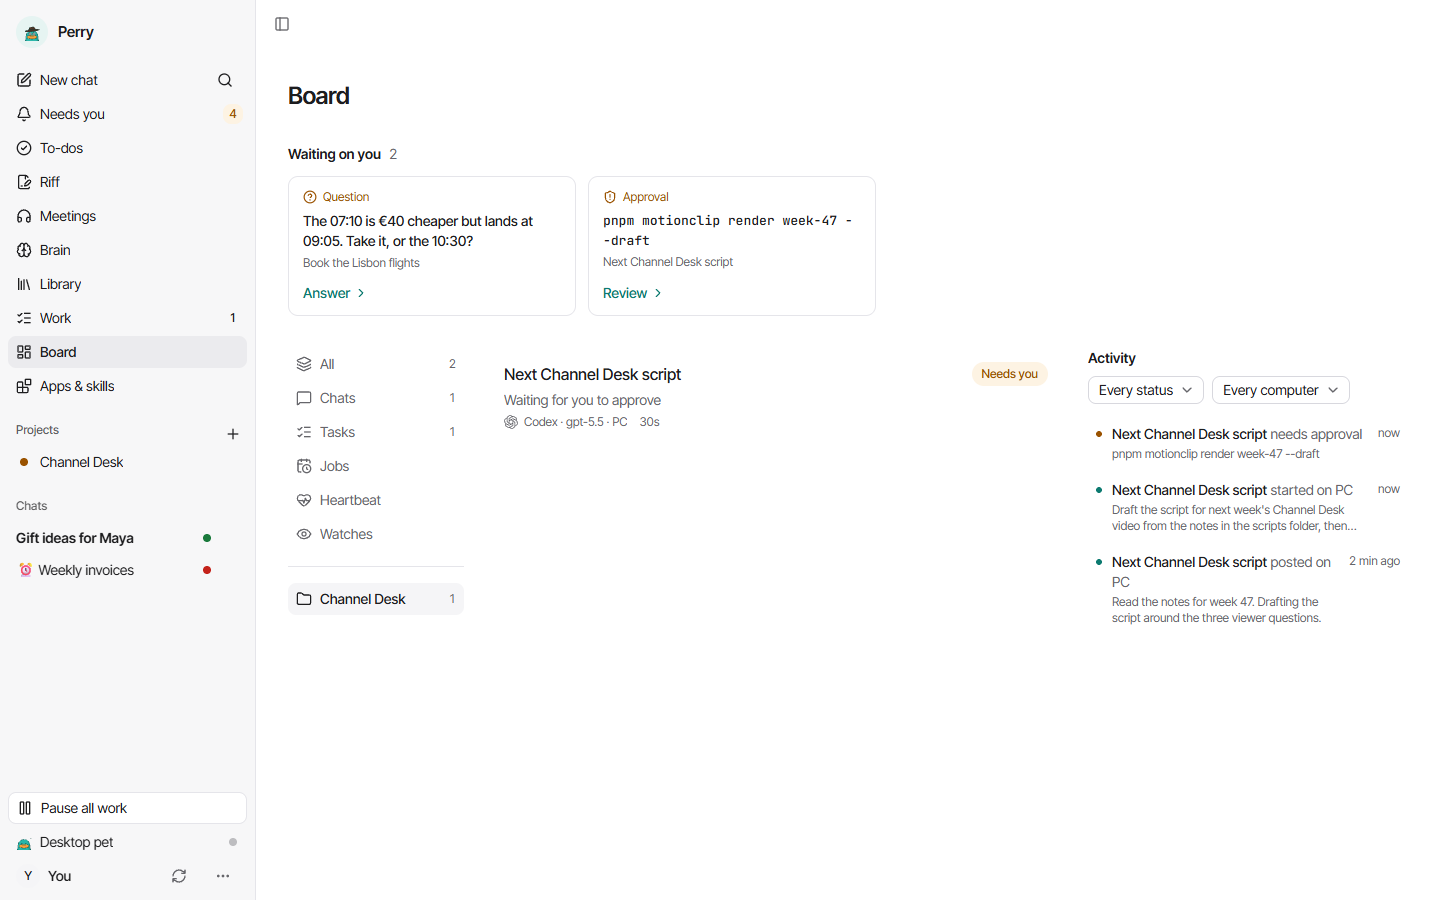 Perry
New chat
Needs you 4
To-dos
Riff
Meetings
Brain
Library
Work 1
Board
Apps & skills
Projects
Channel Desk
Chats
Gift ideas for Maya
Weekly invoices
Pause all work
Desktop pet
Y You
Board
Waiting on you 2
Question
The 07:10 is €40 cheaper but lands at
09:05. Take it, or the 10:30?
Book the Lisbon flights
Answer
Approval
pnpm motionclip render week-47 -
-draft
Next Channel Desk script
Review
All 2
Chats 1
Tasks 1
Jobs
Heartbeat
Watches
Channel Desk 1
Next Channel Desk script
Needs you
Waiting for you to approve
Codex · gpt-5.5 · PC 30s
Activity
Every status
Every computer
Next Channel Desk script needs approval now
pnpm motionclip render week-47 --draft
Next Channel Desk script started on PC now
Draft the script for next week's Channel Desk
video from the notes in the scripts folder, then...
Next Channel Desk script posted on 2 min ago
PC
Read the notes for week 47. Drafting the
script around the three viewer questions.